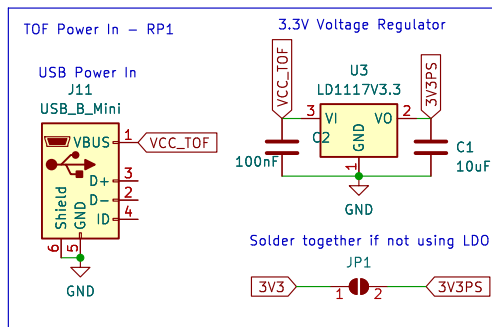 TOF Power In - RP1
USB Power In
J11
USB_B_Mini
VBUS
1
VCC_TOF
D+
3
D-
2
ID
4
Shield
GND
6
5
GND
3.3V Voltage Regulator
U3
LD1117V3.3
VCC_TOF
3
VI
VO
2
3V3PS
GND
1
C2
100nF
C1
10uF
GND
Solder together if not using LDO
JP1
3V3
1
2
3V3PS